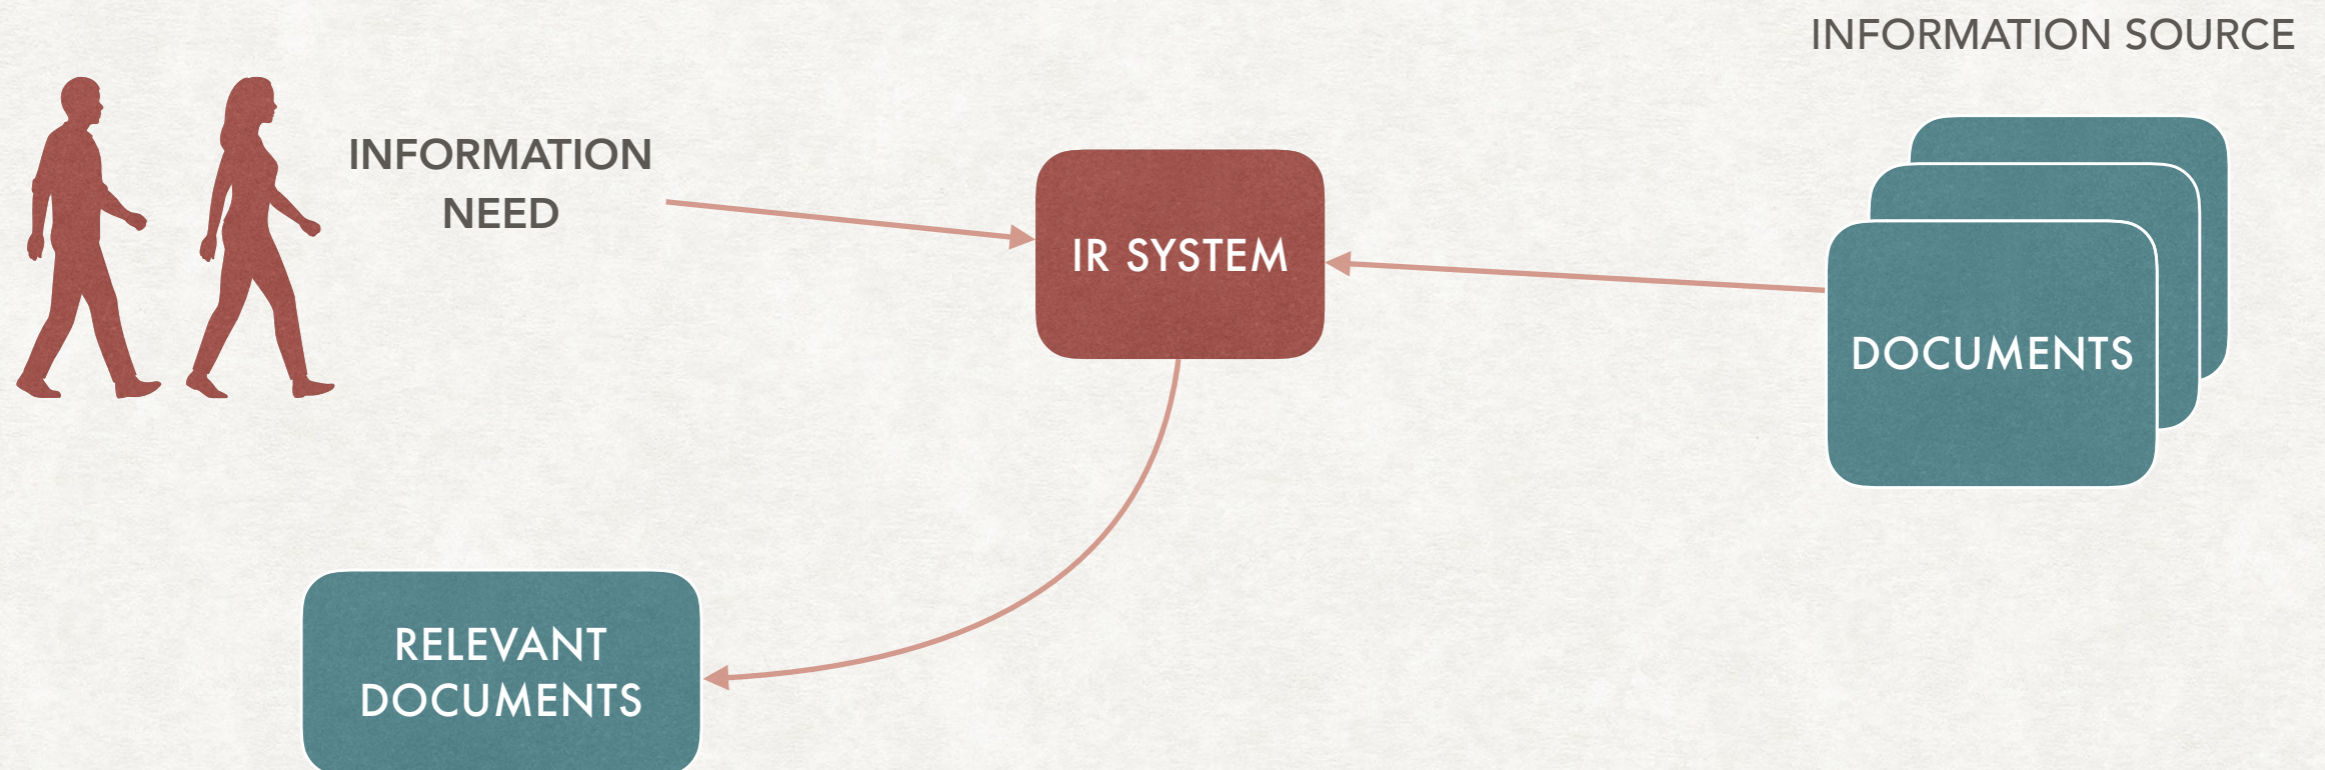 INFORMATION SOURCE
INFORMATION
NEED
IR SYSTEM
DOCUMENTS
RELEVANT
DOCUMENTS